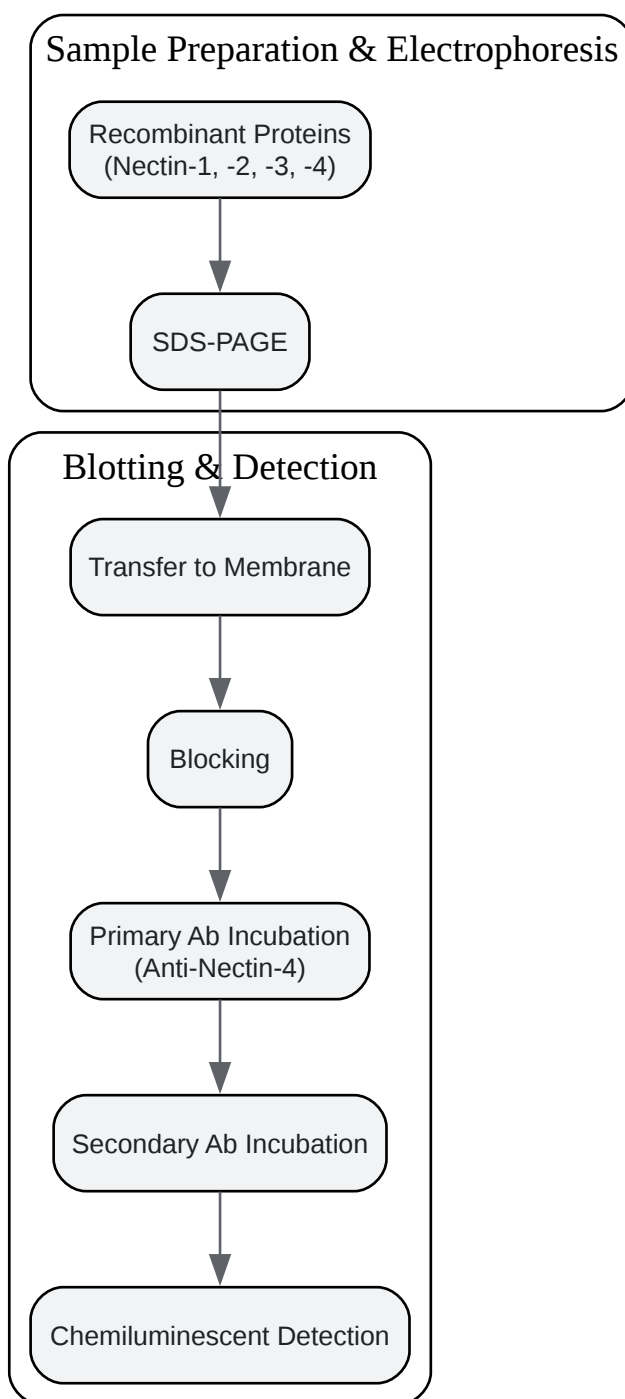 Sample Preparation & Electrophoresis
Recombinant Proteins
(Nectin-1, -2, -3, -4)
SDS-PAGE
Blotting & Detection
Transfer to Membrane
Blocking
Primary Ab Incubation
(Anti-Nectin-4)
Secondary Ab Incubation
Chemiluminescent Detection